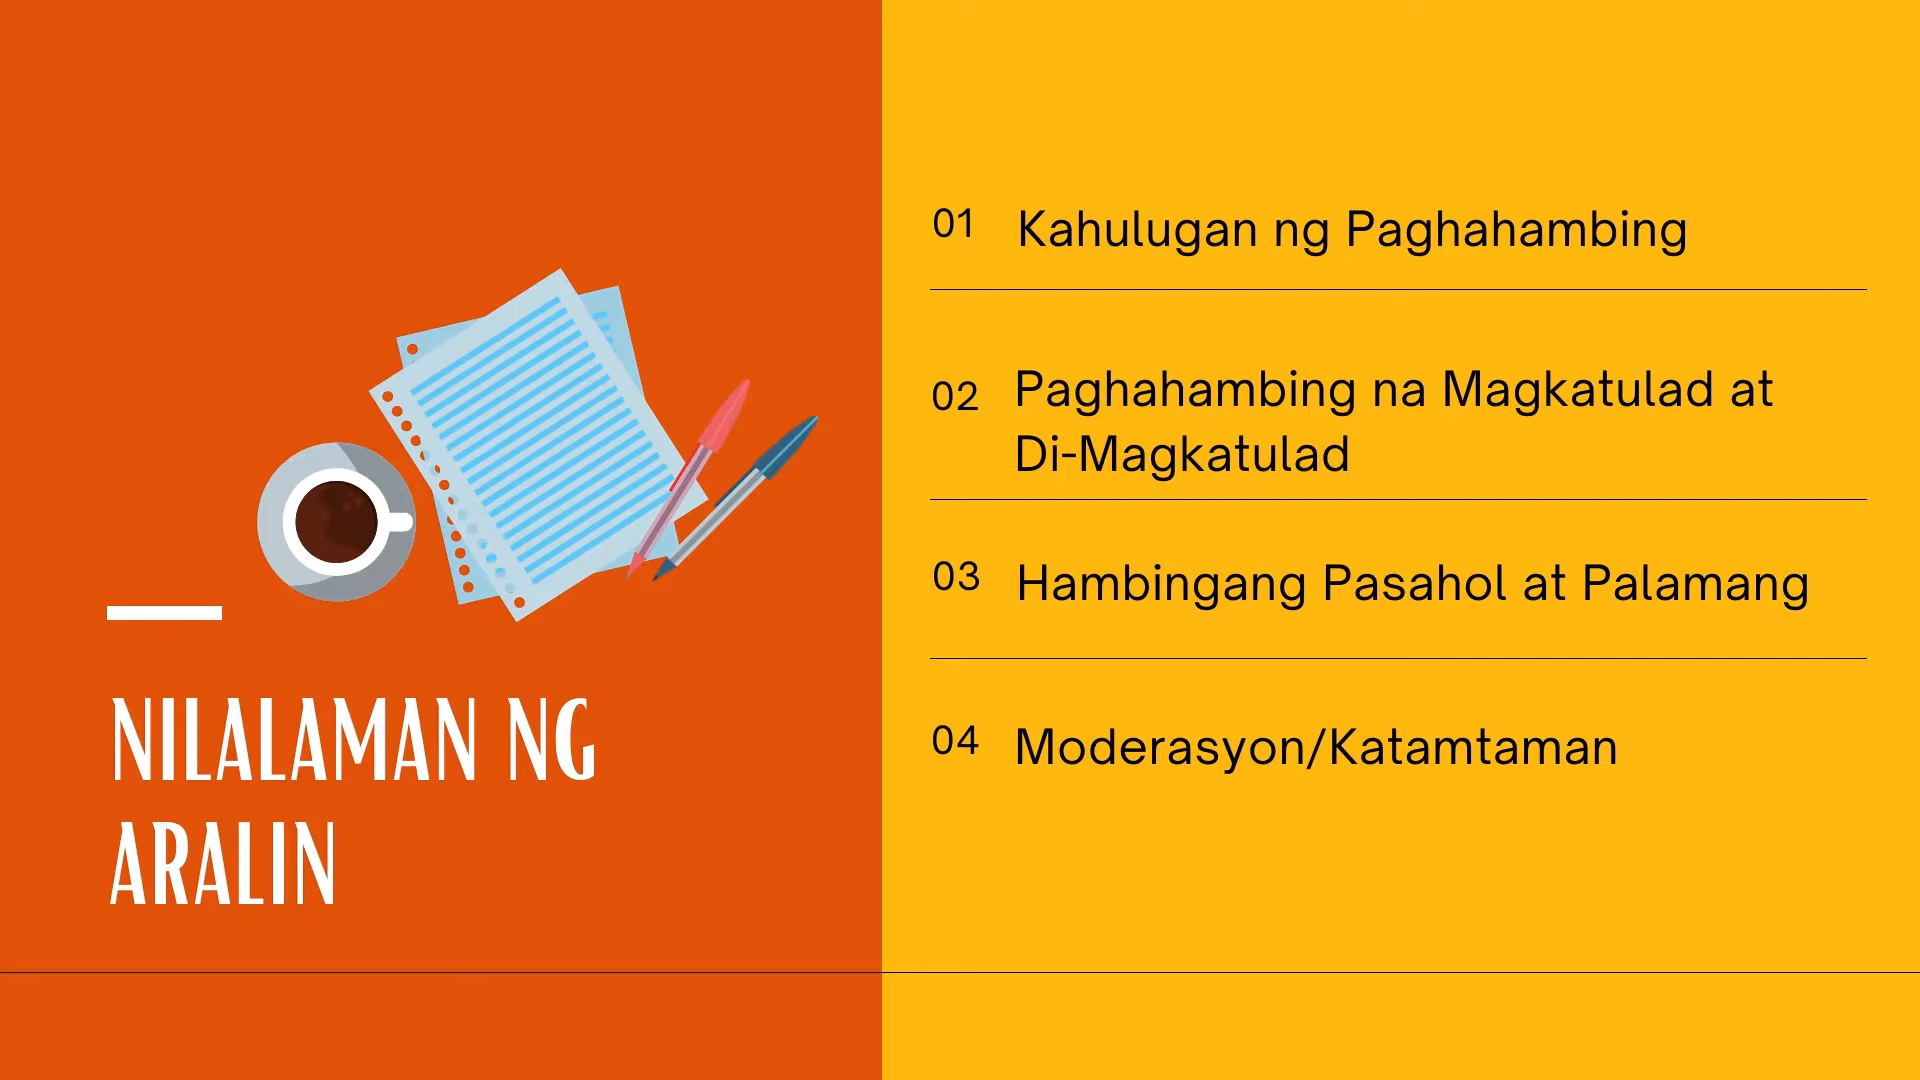 NILALAMAN NG
ARALIN
01 Kahulugan ng Paghahambing
02 Paghahambing na Magkatulad at
Di-Magkatulad
03 Hambingang Pasahol at Palamang
04 Moderasyon/Katamtaman